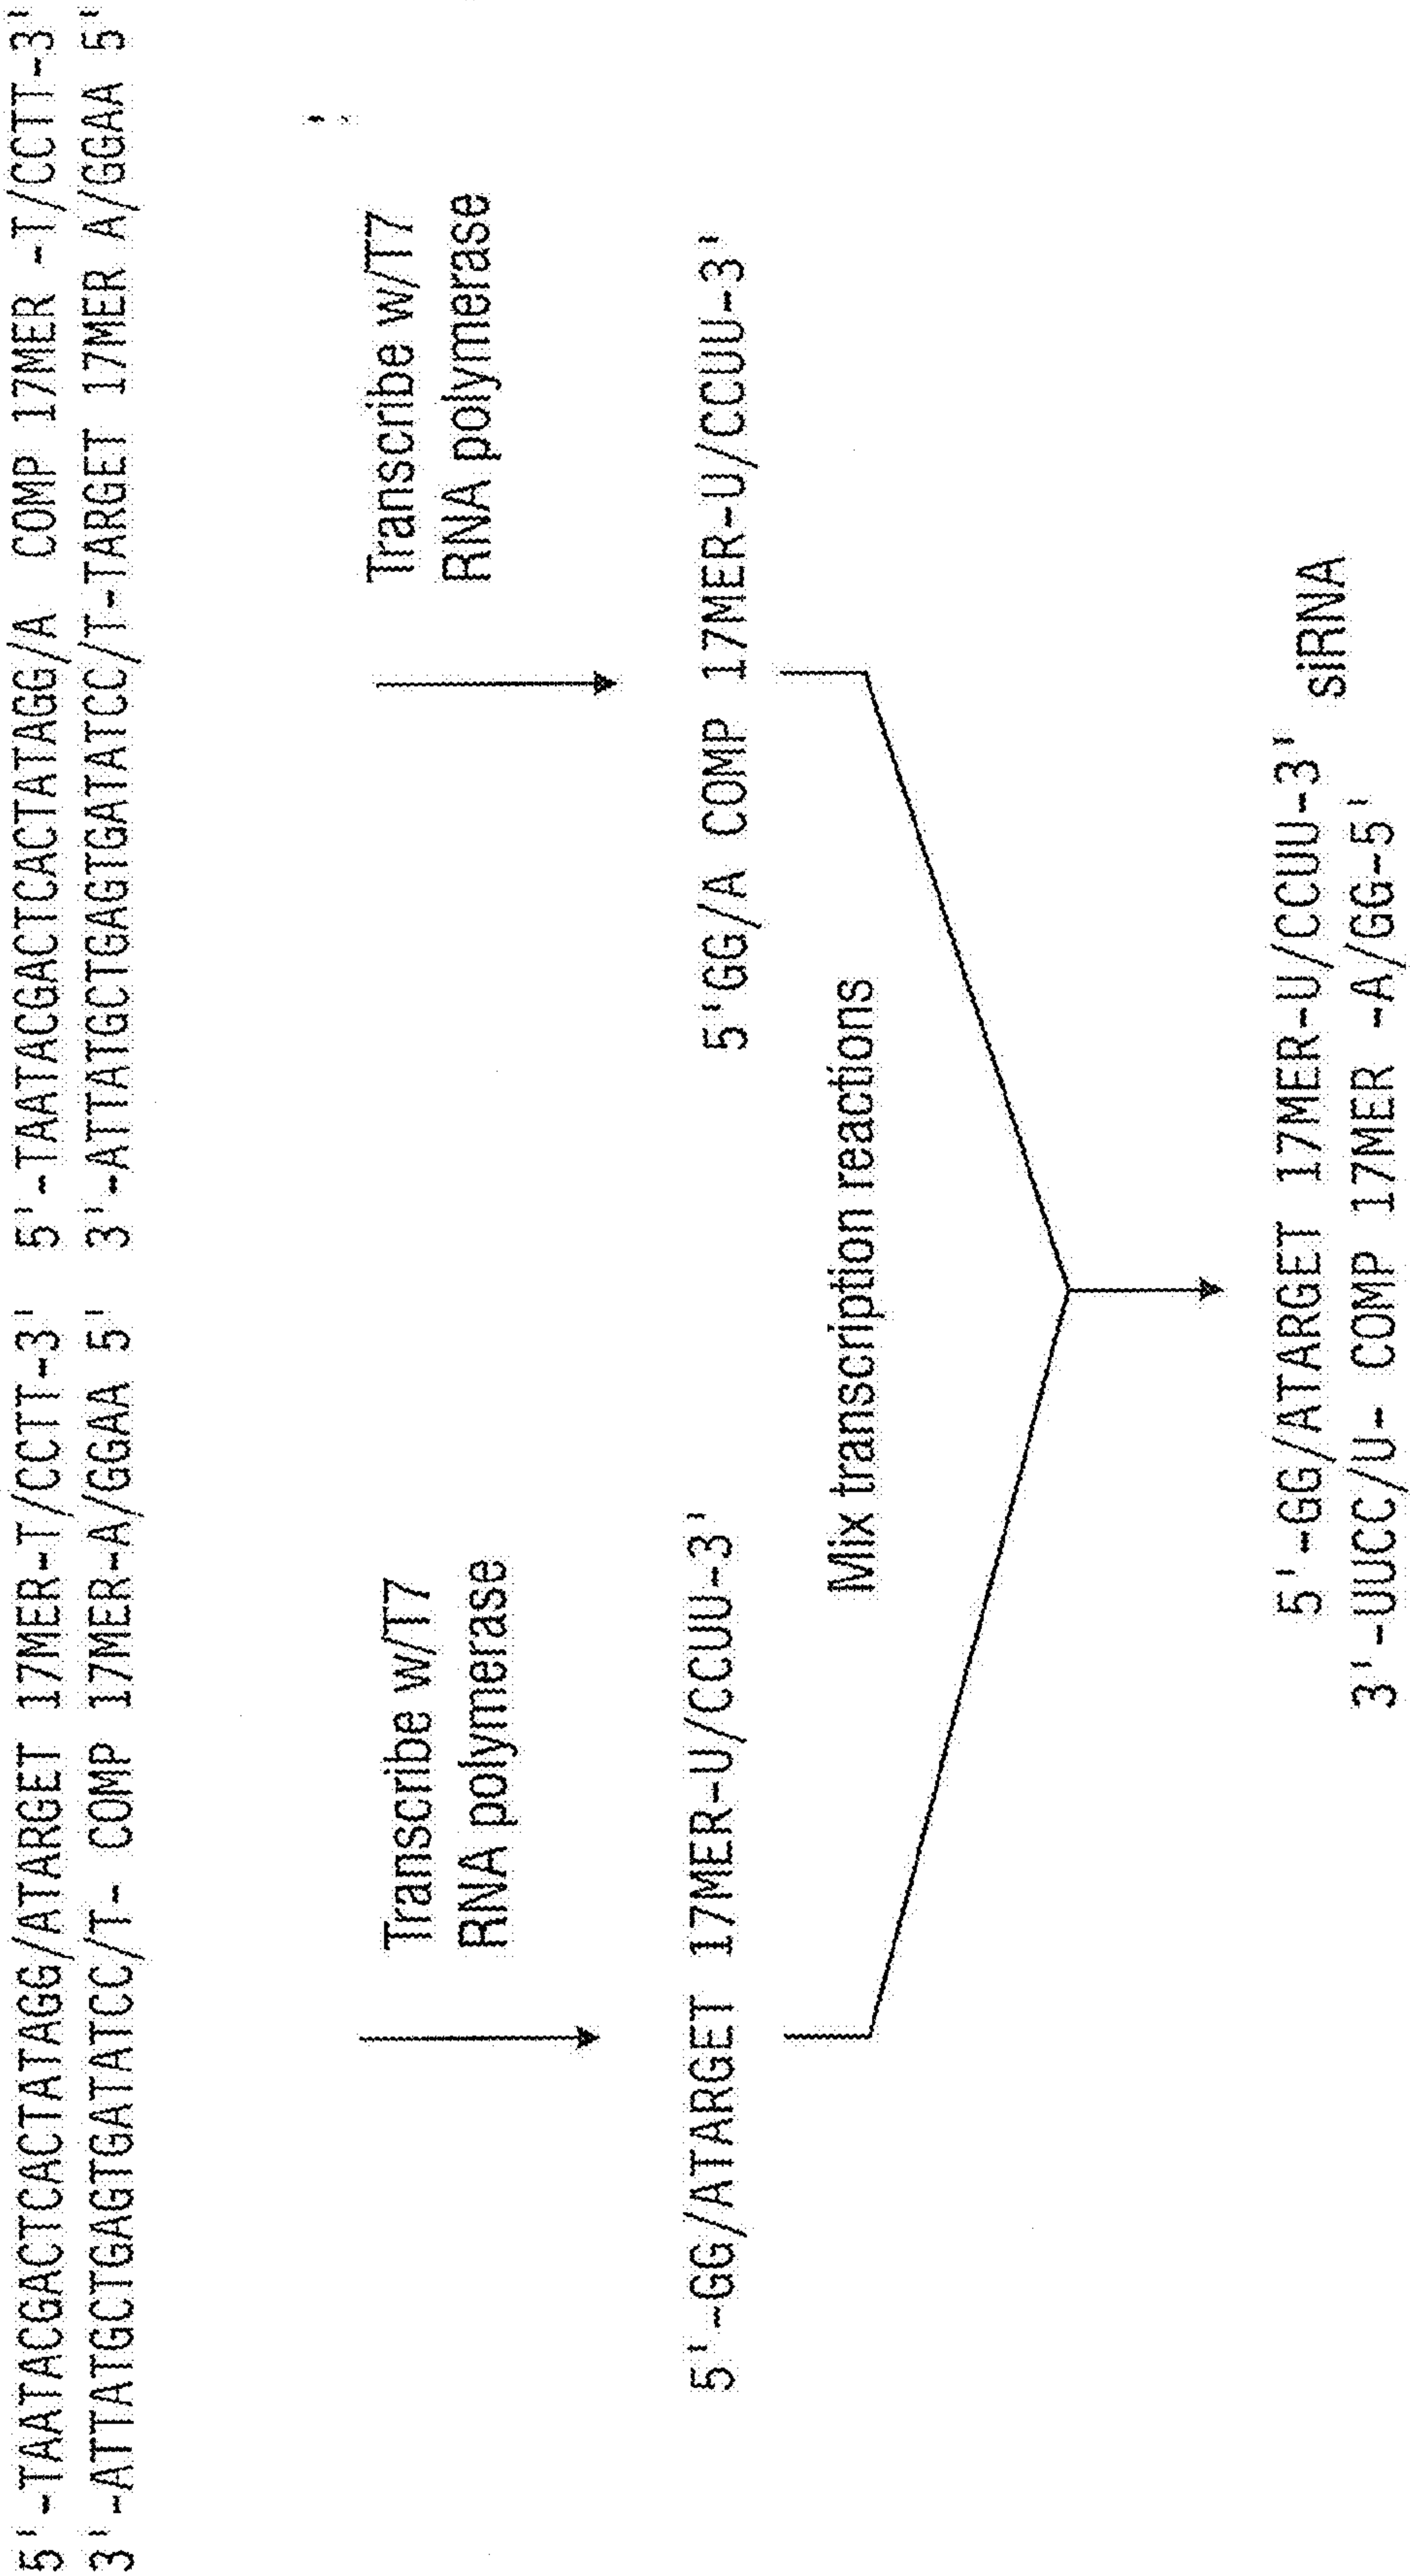 5'-TAATACGACTCACTATAGG/ATARGET 17MER-T/CCTT-3'
3'-ATTATGCTGAGTGATATCC/T- COMP 17MER-A/GGAA 5'
5'-TAATACGACTCACTATAGG/A COMP 17MER -T/CCTT-3'
3'-ATTATGCTGAGTGATATCC/T-TARGET 17MER A/GGAA 5'
Transcribe w/T7
RNA polymerase
Transcribe w/T7
RNA polymerase
5'-GG/ATARGET 17MER-U/CCUU-3'
5'GG/A COMP 17MER-U/CCUU-3'
Mix transcription reactions
5'-GG/ATARGET 17MER-U/CCUU-3'
3'-UUCC/U- COMP 17MER -A/GG-5'
siRNA